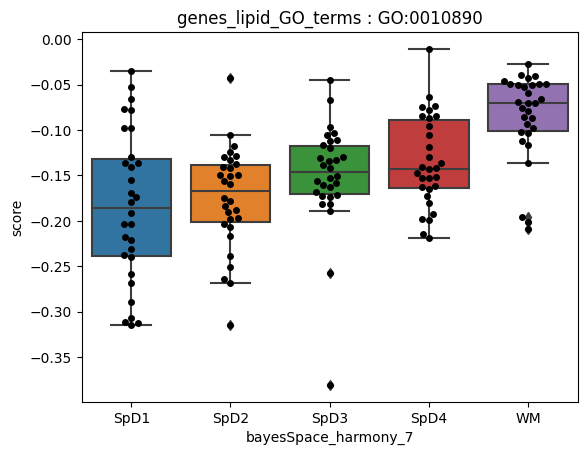 genes_lipid_GO_terms : GO:0010890
0.00
−0.05
−0.10
−0.15
−0.20
−0.25
−0.30
−0.35
score
SpD1 SpD2 SpD3 SpD4 WM
bayesSpace_harmony_7